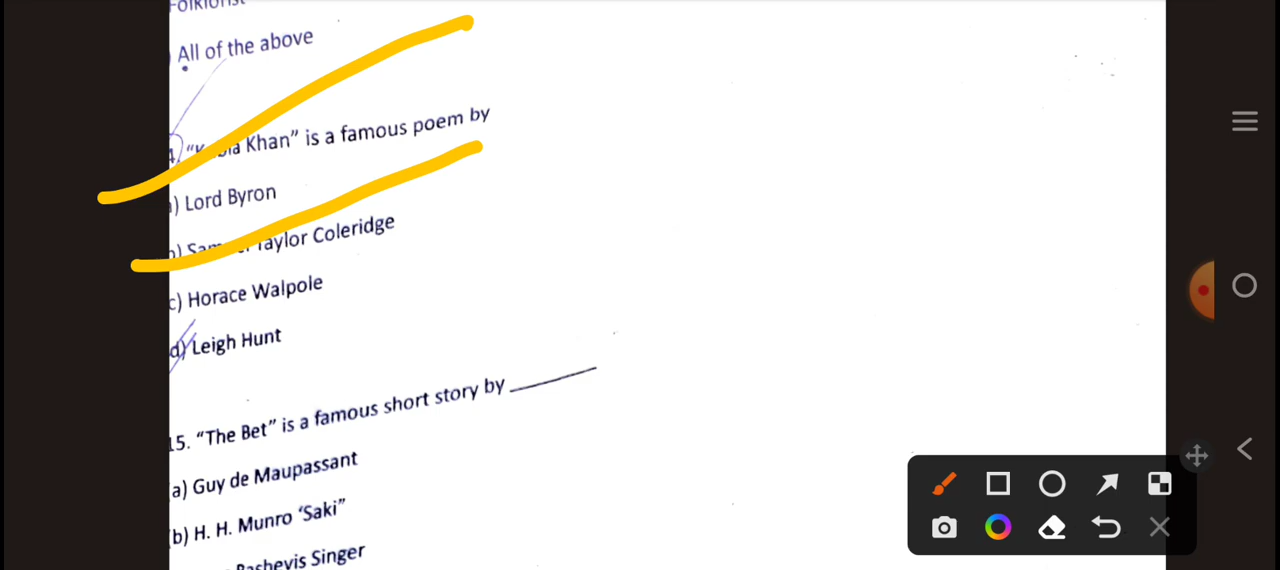 All of the above
Khan" is a famous poem by
) Lord Byron
Taylor Coleridge
c) Horace Walpole
d) Leigh Hunt
15. "The Bet" is a famous short story by
a) Guy de Maupassant
(b) H. H. Munro 'Saki"
Bashevis Singer